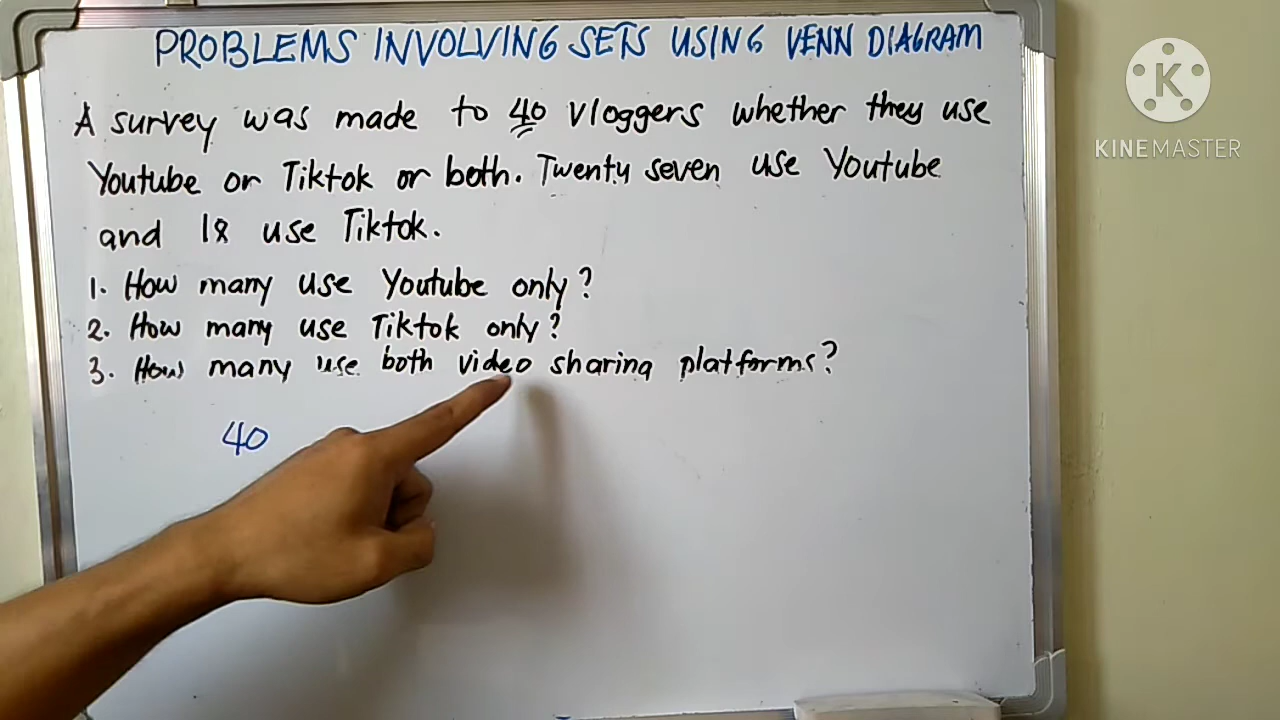 PROBLEMS INVOLVING SETS USING VENN DIAGRAM
A survey was made to 40 vloggers whether they use
Youtube or Tiktok or both. Twenty seven use Youtube
and 18 use Tiktok.
1. How many use Youtube only?
2. How many use Tiktok only?
3. How many use both video sharing platforms?
40
K
KINEMASTER